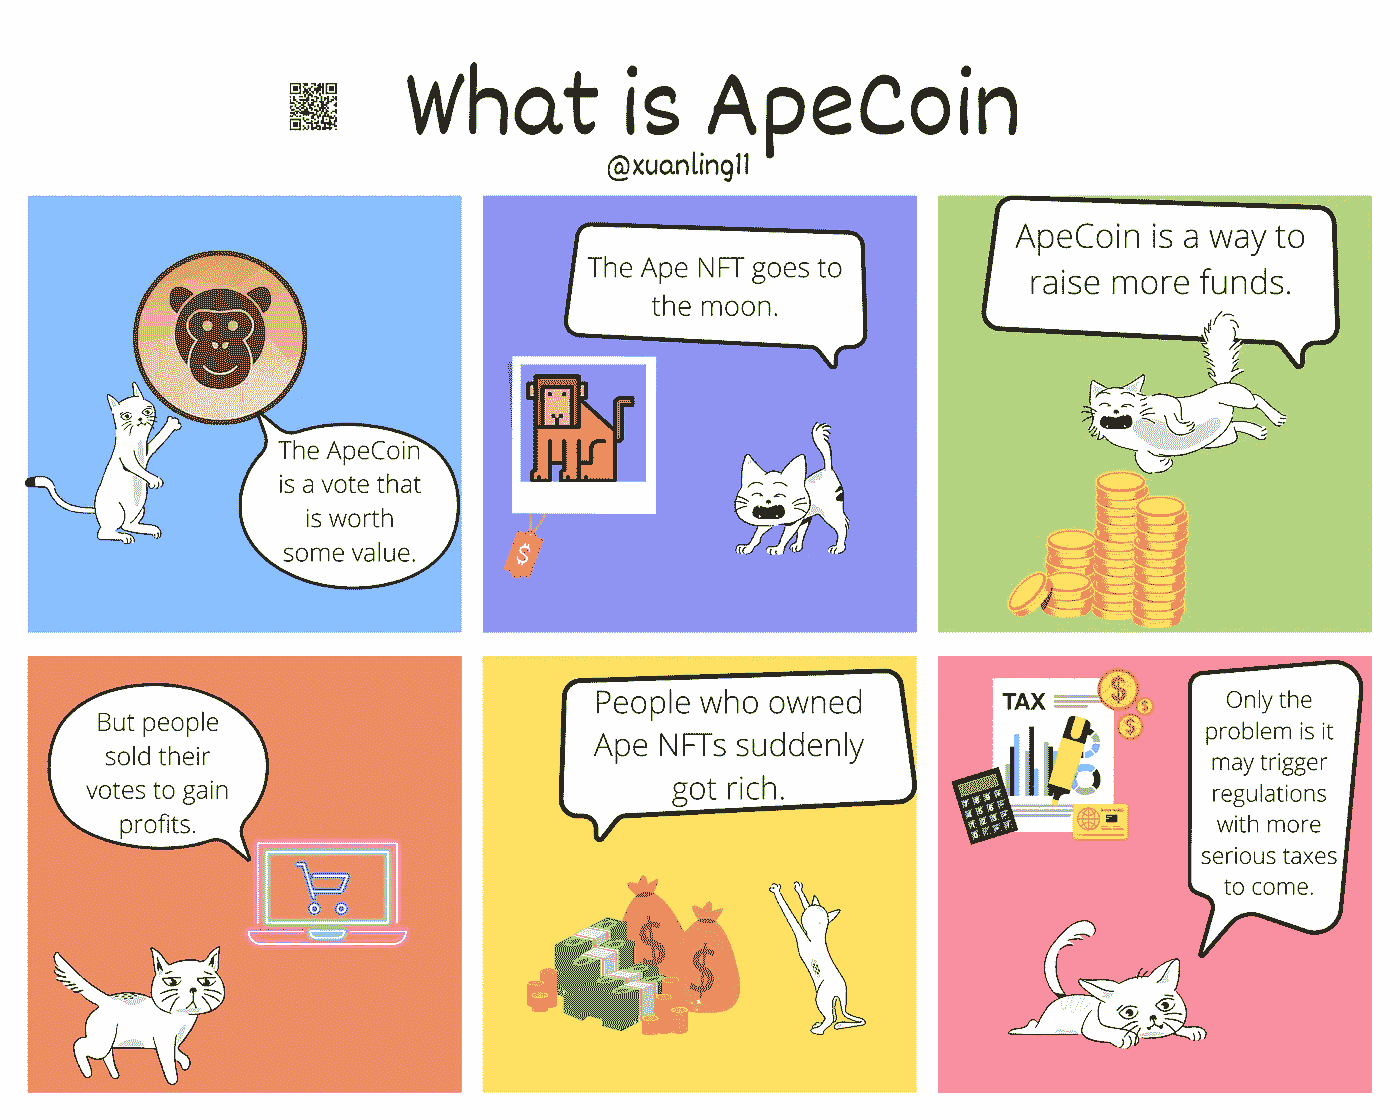 What is ApeCoin
@xuanling11
The ApeCoin
is a vote that
is worth
some value.
The Ape NFT goes to
the moon.
$
ApeCoin is a way to
raise more funds.
But people
sold their
votes to gain
profits.
People who owned
Ape NFTs suddenly
got rich.
$
$
TAX
$
$
$
Only the
problem is it
may trigger
regulations
with more
serious taxes
to come.